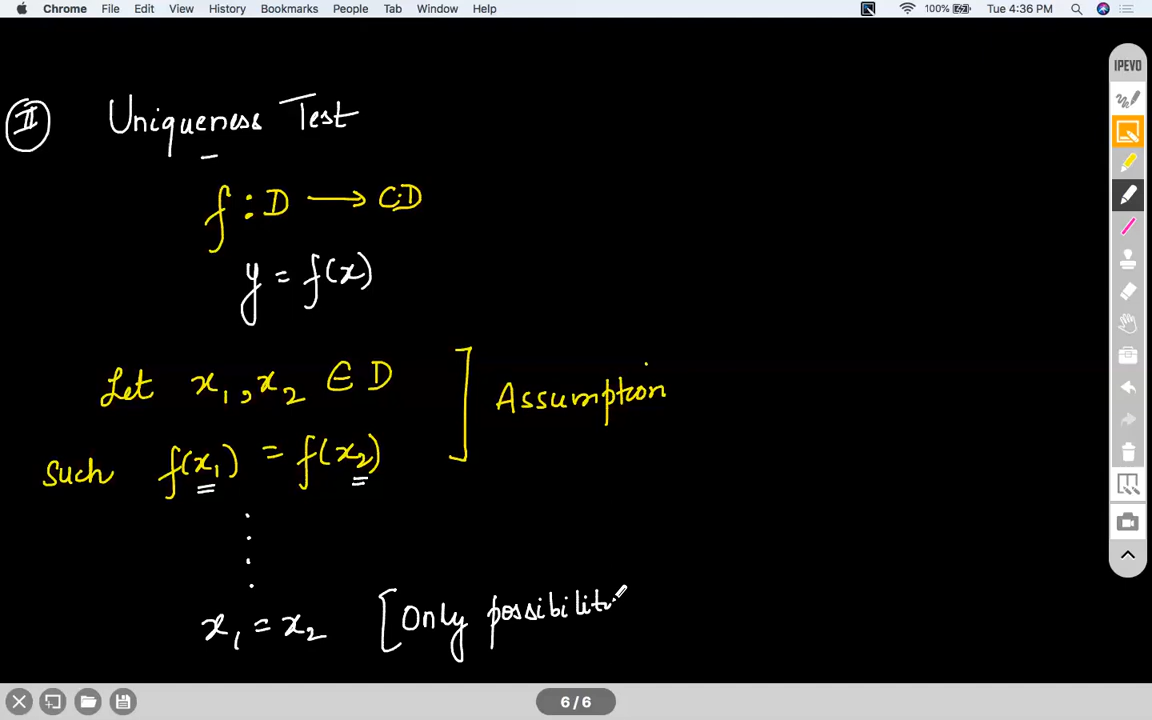 Chrome File Edit View History Bookmarks People Tab Window Help 100% Tue 4:36 PM
IPEVO
II Uniqueness Test
f : D → C.D
y = f(x)
Let x₁, x₂ ∈ D
Assumption
Such f(x₁) = f(x₂)
x₁ = x₂ [Only possibilit
6 / 6